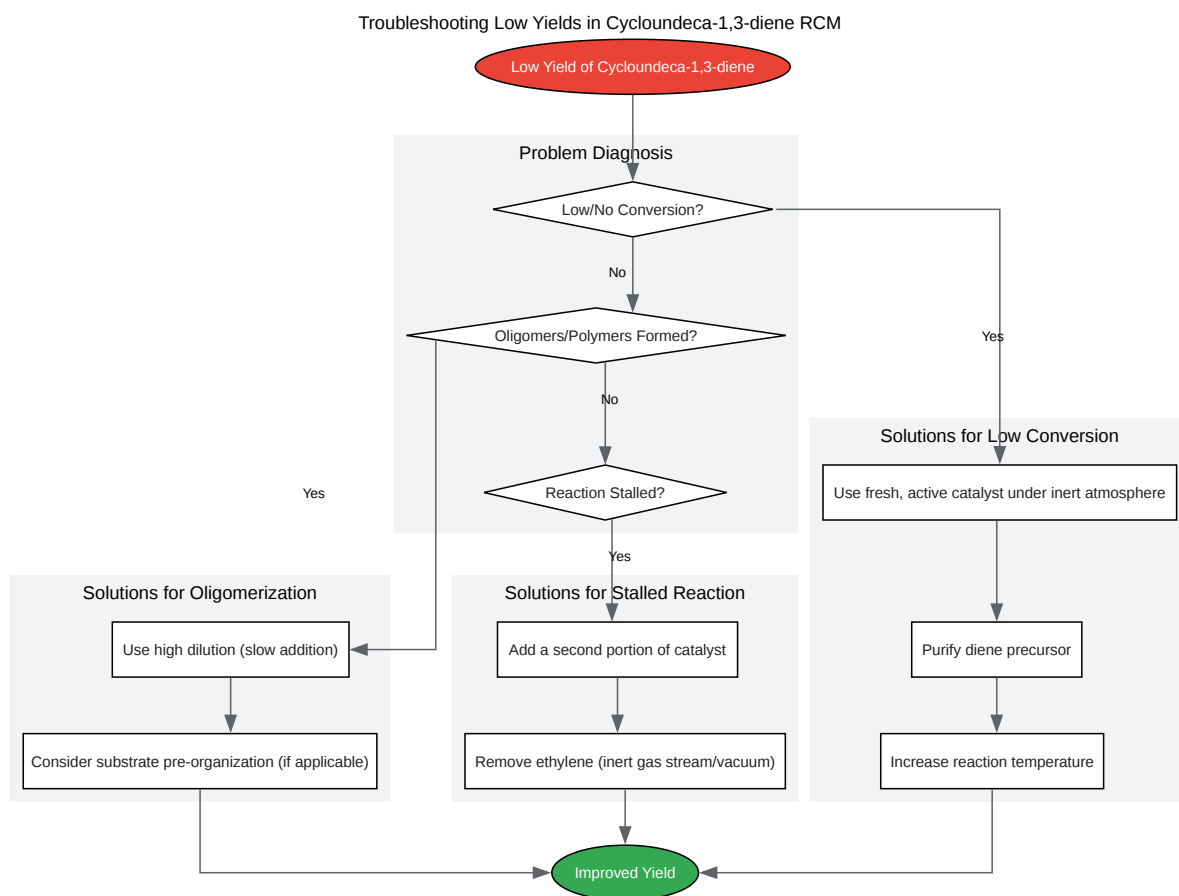 Troubleshooting Low Yields in Cycloundeca-1,3-diene RCM
Low Yield of Cycloundeca-1,3-diene
Problem Diagnosis
Low/No Conversion?
No
Oligomers/Polymers Formed?
Yes
No
Solutions for Low Conversion
Reaction Stalled?
Use fresh, active catalyst under inert atmosphere
Yes
Yes
Solutions for Oligomerization
Solutions for Stalled Reaction
Use high dilution (slow addition)
Add a second portion of catalyst
Purify diene precursor
Consider substrate pre-organization (if applicable)
Remove ethylene (inert gas stream/vacuum)
Increase reaction temperature
Improved Yield